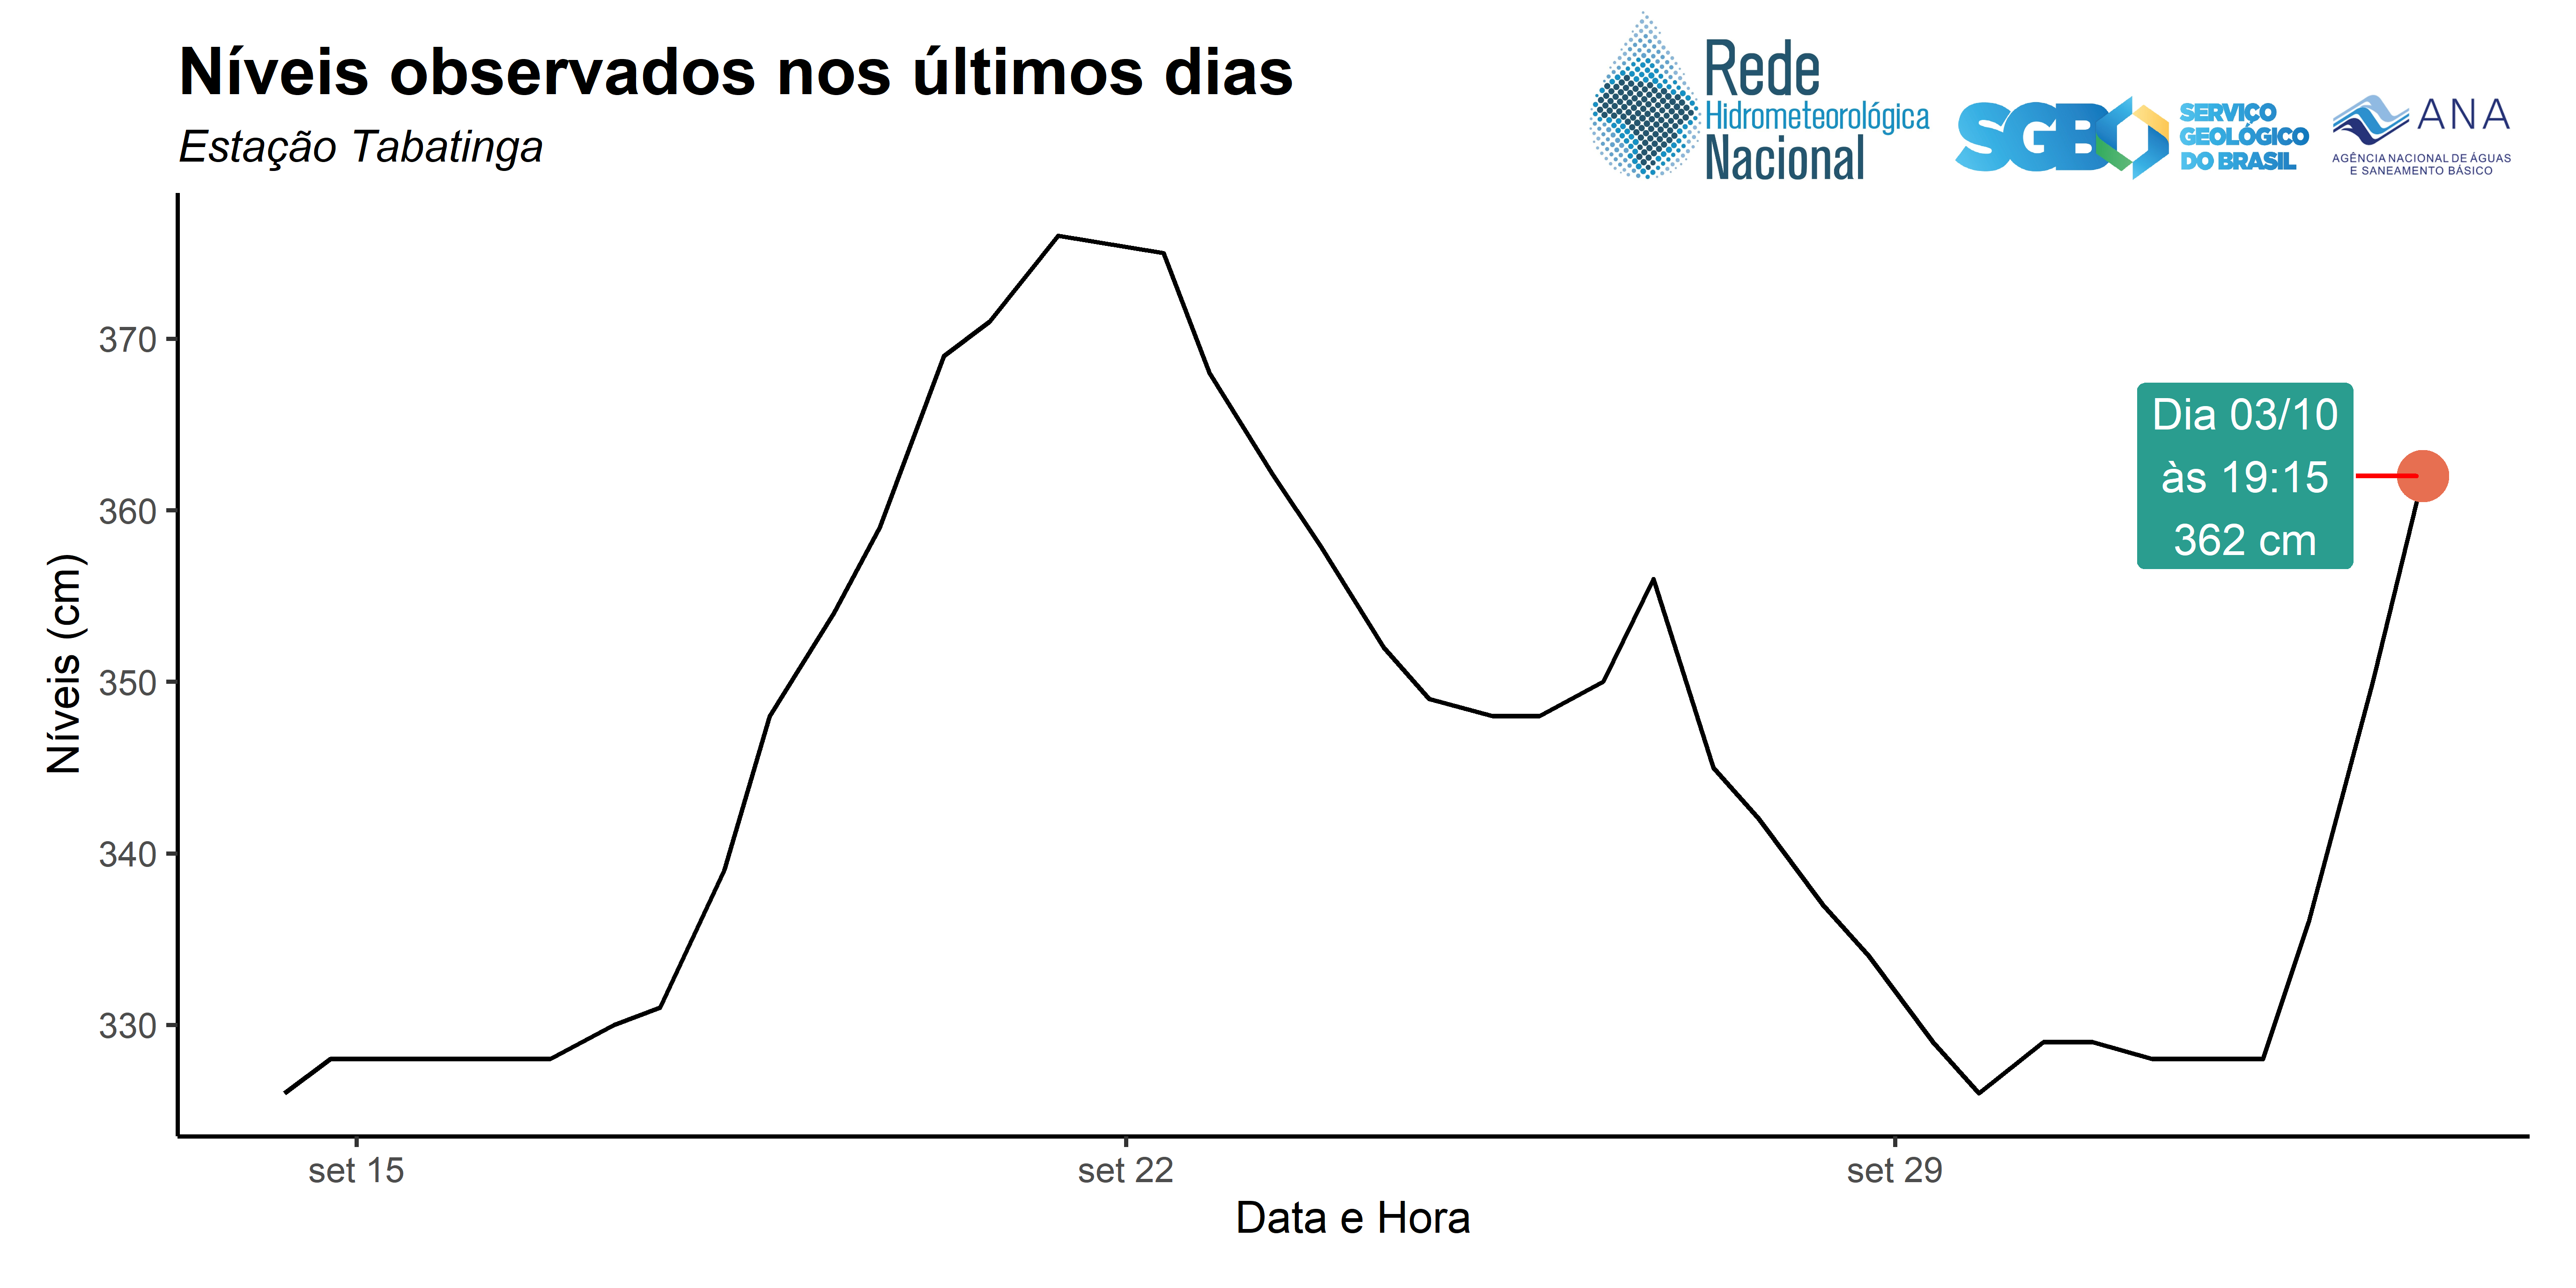 Níveis observados nos últimos dias
Estação Tabatinga
Rede
Hidrometeorológica
Nacional
SGB
SERVIÇO
GEOLÓGICO
DO BRASIL
ANA
AGÊNCIA NACIONAL DE ÁGUAS
E SANEAMENTO BÁSICO
Níveis (cm)
370
360
350
340
330
Dia 03/10
às 19:15
362 cm
set 15
set 22
set 29
Data e Hora